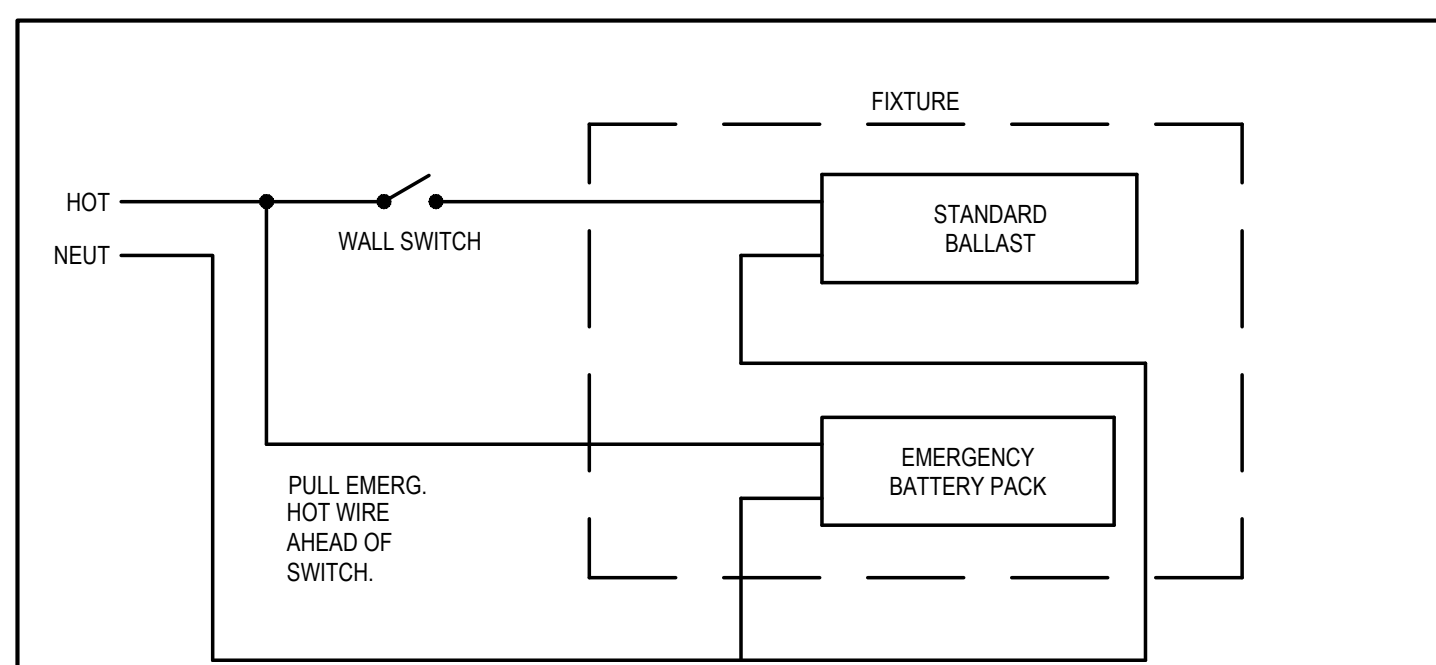 FIXTURE
HOT
WALL SWITCH
NEUT
STANDARD
BALLAST
EMERGENCY
BATTERY PACK
PULL EMERG.
HOT WIRE
AHEAD OF
SWITCH.